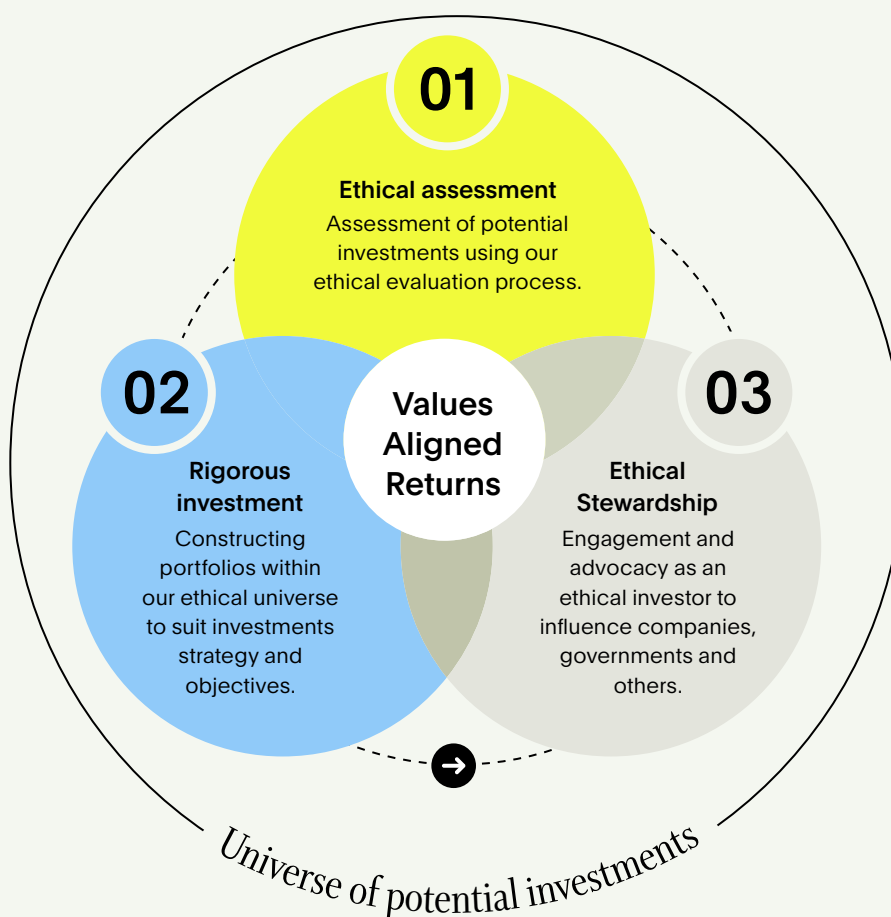 01
Ethical assessment
Assessment of potential
investments using our
ethical evaluation process.
02
Rigorous
investment
Constructing
portfolios within
our ethical universe
to suit investments
strategy and
objectives.
Values
Aligned
Returns
03
Ethical
Stewardship
Engagement and
advocacy as an
ethical investor to
influence companies,
governments and
others.
Universe of potential investments